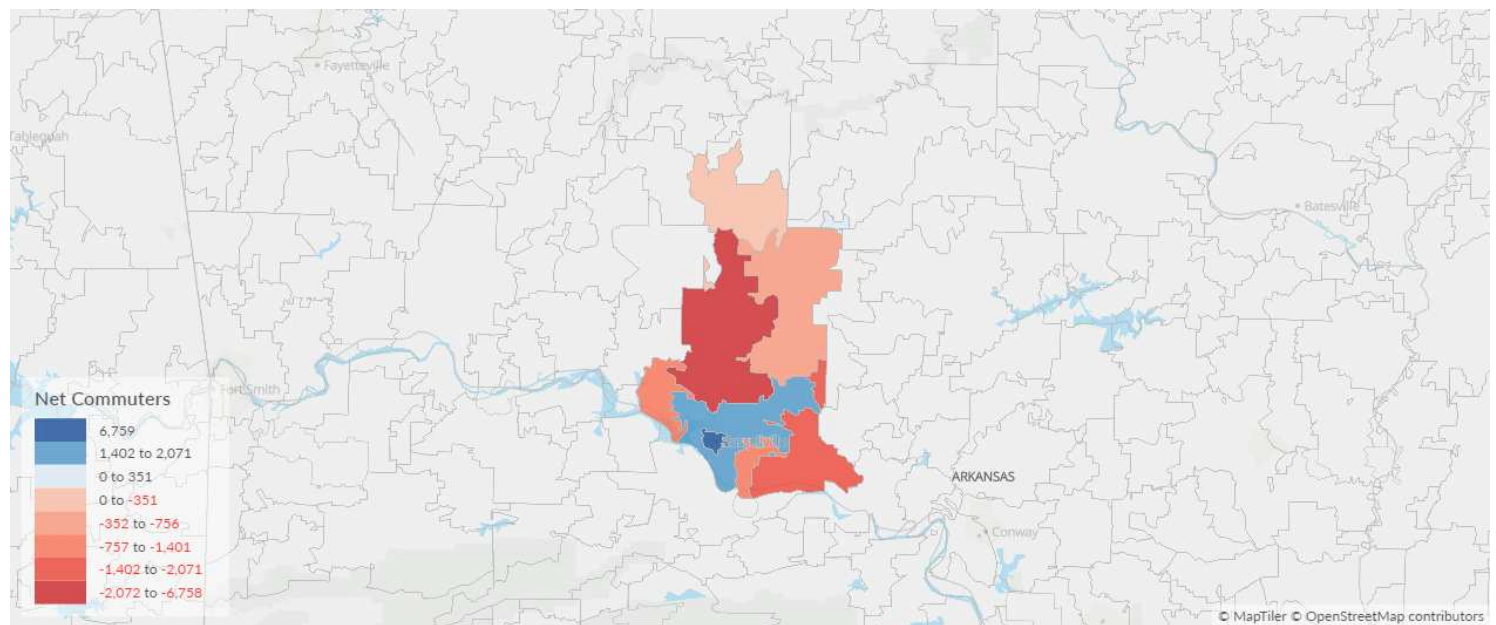 Fayetteville
Tahlequah
Batesville
Fort Smith
Net Commuters
6,759
1,402 to 2,071
0 to 351
0 to -351
-352 to -756
-757 to -1,401
-1,402 to -2,071
-2,072 to -6,758
ARKANSAS
Conway
© MapTiler © OpenStreetMap contributors